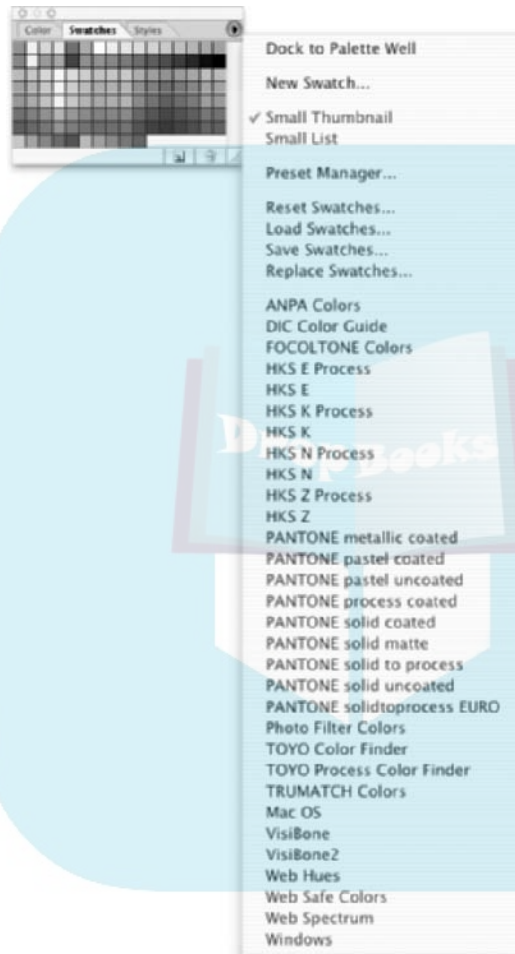 Color Swatches Styles
Dock to Palette Well
New Swatch...
✓ Small Thumbnail
Small List
Preset Manager...
Reset Swatches...
Load Swatches...
Save Swatches...
Replace Swatches...
ANPA Colors
DIC Color Guide
FOCOLTONE Colors
HKS E Process
HKS E
HKS K Process
HKS K
HKS N Process
HKS N
HKS Z Process
HKS Z
PANTONE metallic coated
PANTONE pastel coated
PANTONE pastel uncoated
PANTONE process coated
PANTONE solid coated
PANTONE solid matte
PANTONE solid to process
PANTONE solid uncoated
PANTONE solidtoprocess EURO
Photo Filter Colors
TOYO Color Finder
TOYO Process Color Finder
TRUMATCH Colors
Mac OS
VisiBone
VisiBone2
Web Hues
Web Safe Colors
Web Spectrum
Windows
DropBooks